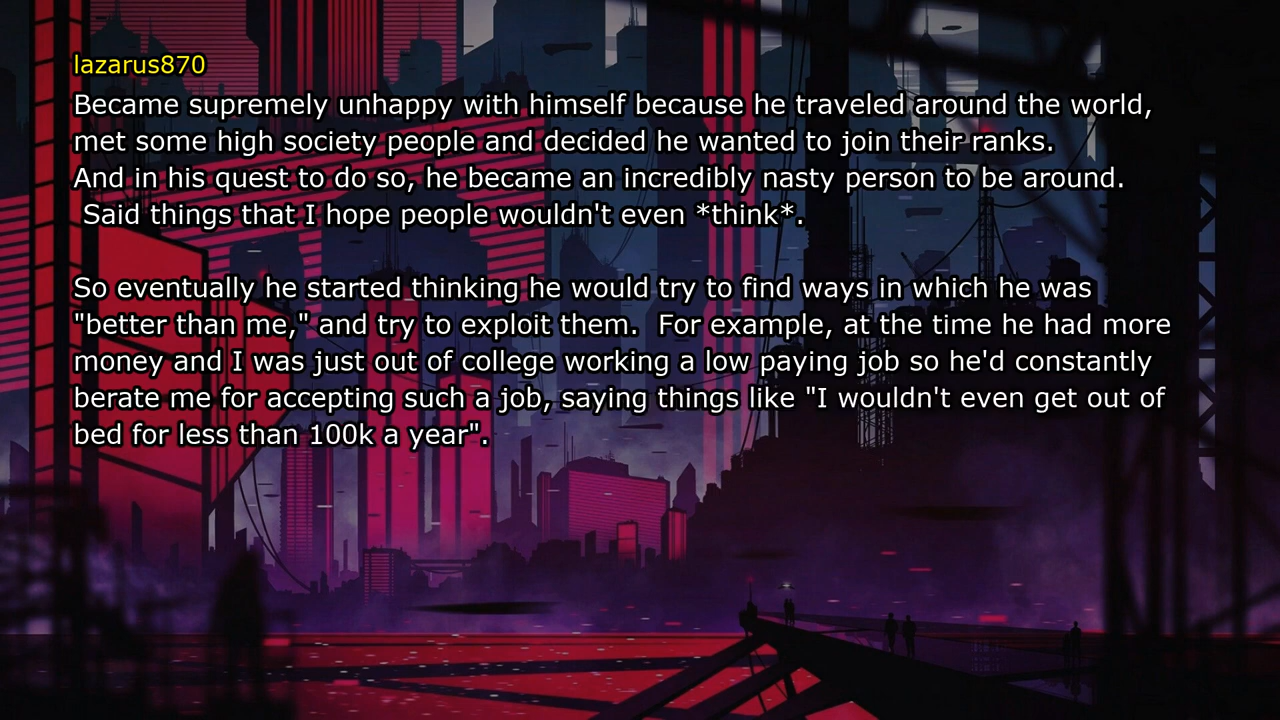 lazarus870
Became supremely unhappy with himself because he traveled around the world,
met some high society people and decided he wanted to join their ranks.
And in his quest to do so, he became an incredibly nasty person to be around.
Said things that I hope people wouldn't even *think*.
So eventually he started thinking he would try to find ways in which he was
"better than me," and try to exploit them.  For example, at the time he had more
money and I was just out of college working a low paying job so he'd constantly
berate me for accepting such a job, saying things like "I wouldn't even get out of
bed for less than 100k a year".